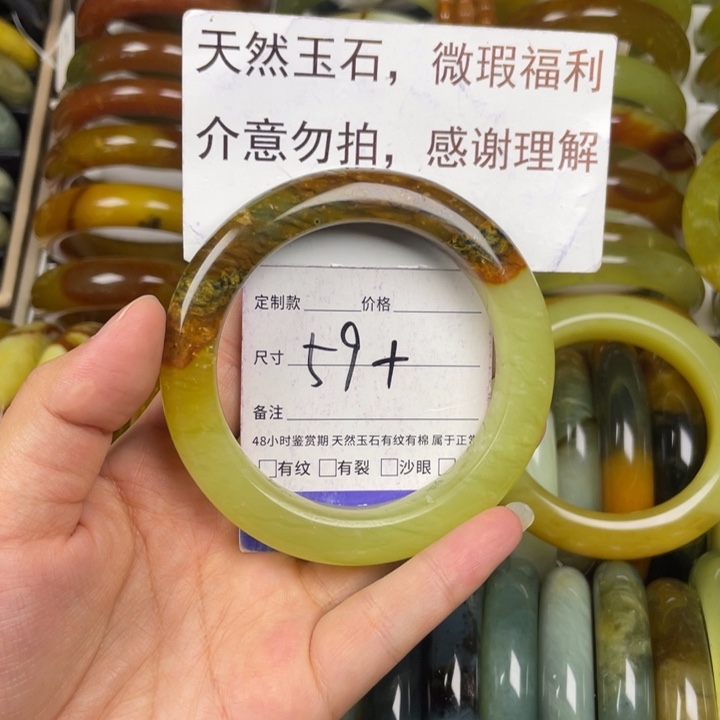 天然玉石，微瑕福利
介意勿拍，感谢理解
定制款 价格
尺寸 59+
备注
48小时鉴赏期 天然玉石有纹有棉 属于正常
□有纹 □有裂 □沙眼 □